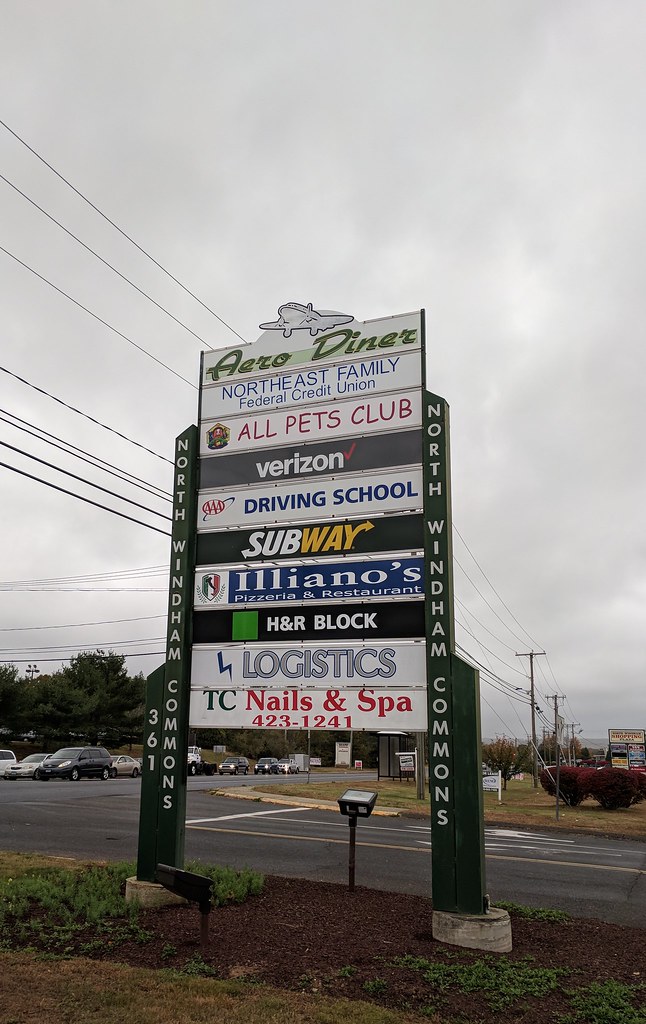 Aero Diner
NORTHEAST FAMILY
Federal Credit Union
ALL PETS CLUB
verizon
AAA DRIVING SCHOOL
SUBWAY
Illiano's
Pizzeria & Restaurant
H&R BLOCK
LOGISTICS
TC Nails & Spa
423-1241
NORTH WINDHAM COMMONS
361
NORTH WINDHAM COMMONS
SHOPPING